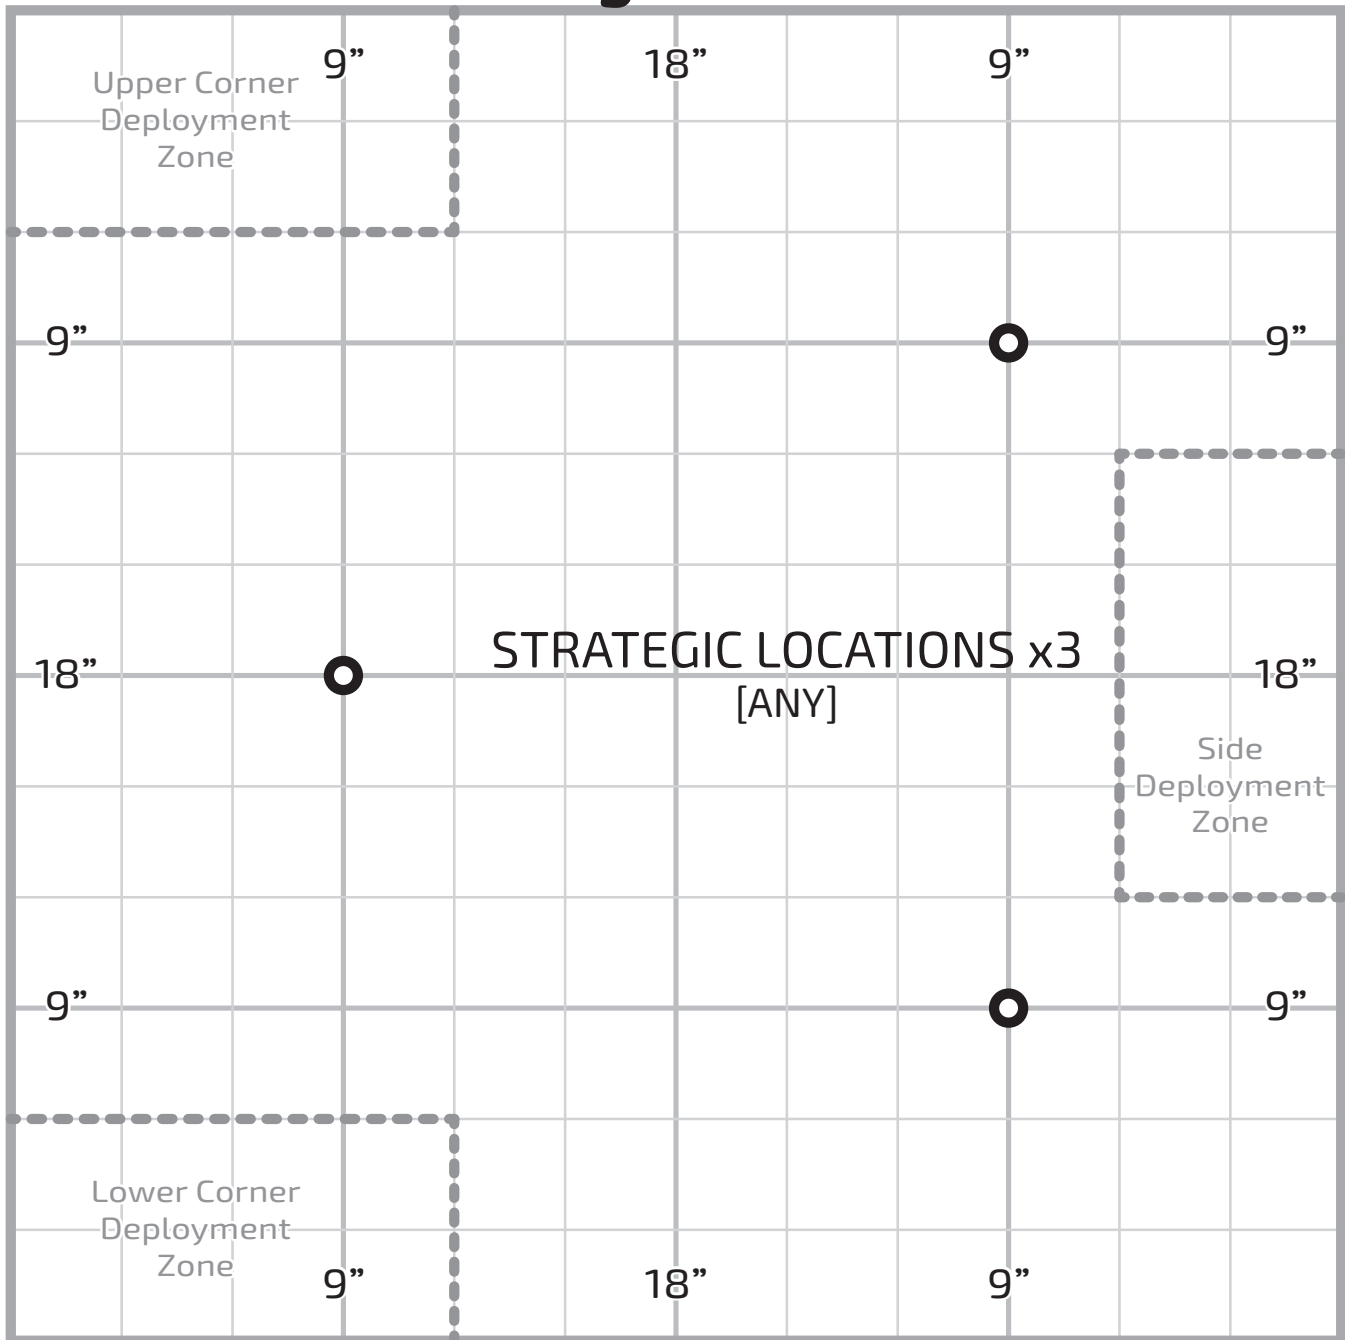 9” 18” 9”
Upper Corner
Deployment
Zone
9” 9”
STRATEGIC LOCATIONS x3
18” 18”
[ANY]
Side
Deployment
Zone
9” 9”
Lower Corner
Deployment
Zone
9” 18” 9”